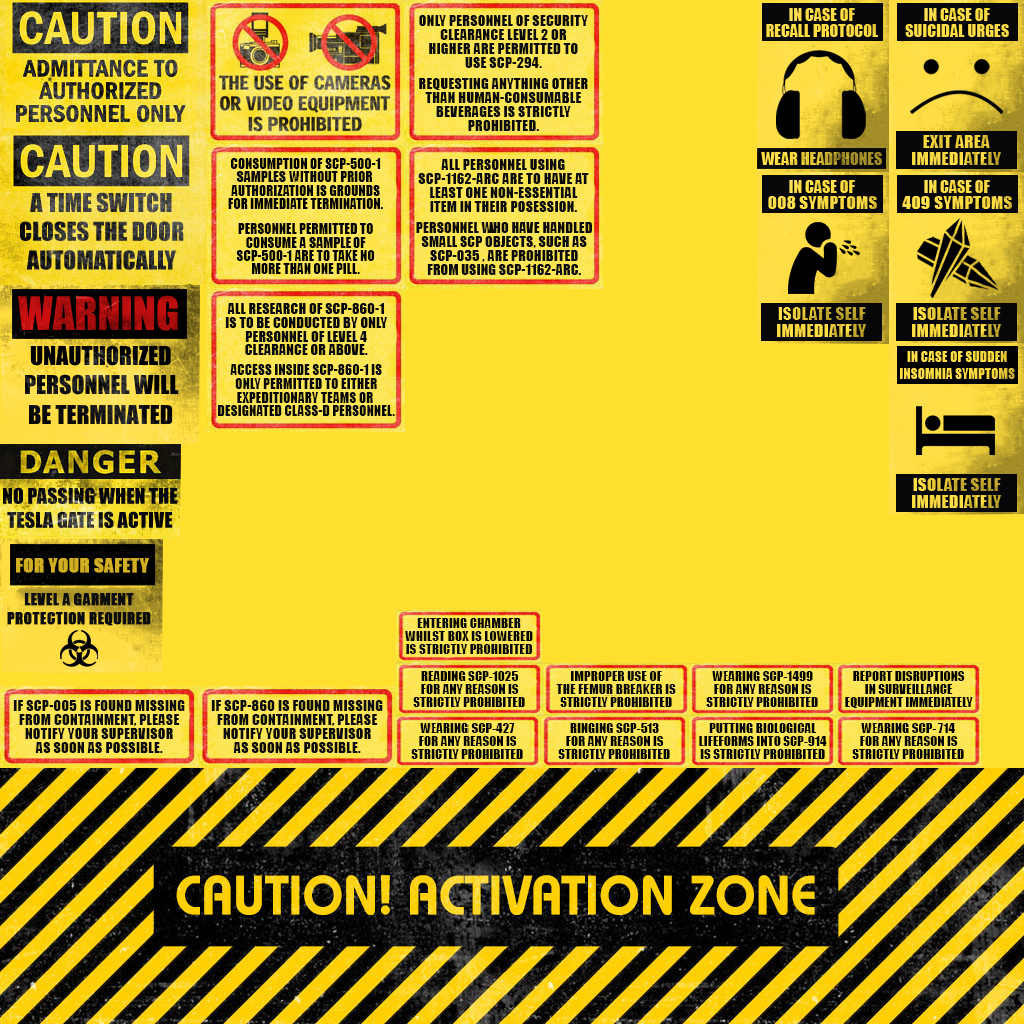 CAUTION
ADMITTANCE TO
AUTHORIZED
PERSONNEL ONLY
CAUTION
A TIME SWITCH
CLOSES THE DOOR
AUTOMATICALLY
WARNING
UNAUTHORIZED
PERSONNEL WILL
BE TERMINATED
DANGER
NO PASSING WHEN THE
TESLA GATE IS ACTIVE
FOR YOUR SAFETY
LEVEL A GARMENT
PROTECTION REQUIRED
THE USE OF CAMERAS
OR VIDEO EQUIPMENT
IS PROHIBITED
ONLY PERSONNEL OF SECURITY
CLEARANCE LEVEL 2 OR
HIGHER ARE PERMITTED TO
USE SCP-294.
REQUESTING ANYTHING OTHER
THAN HUMAN-CONSUMABLE
BEVERAGES IS STRICTLY
PROHIBITED.
CONSUMPTION OF SCP-500-1
SAMPLES WITHOUT PRIOR
AUTHORIZATION IS GROUNDS
FOR IMMEDIATE TERMINATION.
PERSONNEL PERMITTED TO
CONSUME A SAMPLE OF
SCP-500-1 ARE TO TAKE NO
MORE THAN ONE PILL.
ALL PERSONNEL USING
SCP-1162-ARC ARE TO HAVE AT
LEAST ONE NON-ESSENTIAL
ITEM IN THEIR POSESSION.
PERSONNEL WHO HAVE HANDLED
SMALL SCP OBJECTS, SUCH AS
SCP-035 , ARE PROHIBITED
FROM USING SCP-1162-ARC.
ALL RESEARCH OF SCP-860-1
IS TO BE CONDUCTED BY ONLY
PERSONNEL OF LEVEL 4
CLEARANCE OR ABOVE.
ACCESS INSIDE SCP-860-1 IS
ONLY PERMITTED TO EITHER
EXPEDITIONARY TEAMS OR
DESIGNATED CLASS-D PERSONNEL.
IN CASE OF
RECALL PROTOCOL
WEAR HEADPHONES
IN CASE OF
SUICIDAL URGES
EXIT AREA
IMMEDIATELY
IN CASE OF
008 SYMPTOMS
ISOLATE SELF
IMMEDIATELY
IN CASE OF
409 SYMPTOMS
ISOLATE SELF
IMMEDIATELY
IN CASE OF SUDDEN
INSOMNIA SYMPTOMS
ISOLATE SELF
IMMEDIATELY
ENTERING CHAMBER
WHILST BOX IS LOWERED
IS STRICTLY PROHIBITED
READING SCP-1025
FOR ANY REASON IS
STRICTLY PROHIBITED
IMPROPER USE OF
THE FEMUR BREAKER IS
STRICTLY PROHIBITED
WEARING SCP-1499
FOR ANY REASON IS
STRICTLY PROHIBITED
REPORT DISRUPTIONS
IN SURVEILLANCE
EQUIPMENT IMMEDIATELY
IF SCP-005 IS FOUND MISSING
FROM CONTAINMENT, PLEASE
NOTIFY YOUR SUPERVISOR
AS SOON AS POSSIBLE.
IF SCP-860 IS FOUND MISSING
FROM CONTAINMENT, PLEASE
NOTIFY YOUR SUPERVISOR
AS SOON AS POSSIBLE.
WEARING SCP-427
FOR ANY REASON IS
STRICTLY PROHIBITED
RINGING SCP-513
FOR ANY REASON IS
STRICTLY PROHIBITED
PUTTING BIOLOGICAL
LIFEFORMS INTO SCP-914
IS STRICTLY PROHIBITED
WEARING SCP-714
FOR ANY REASON IS
STRICTLY PROHIBITED
CAUTION! ACTIVATION ZONE